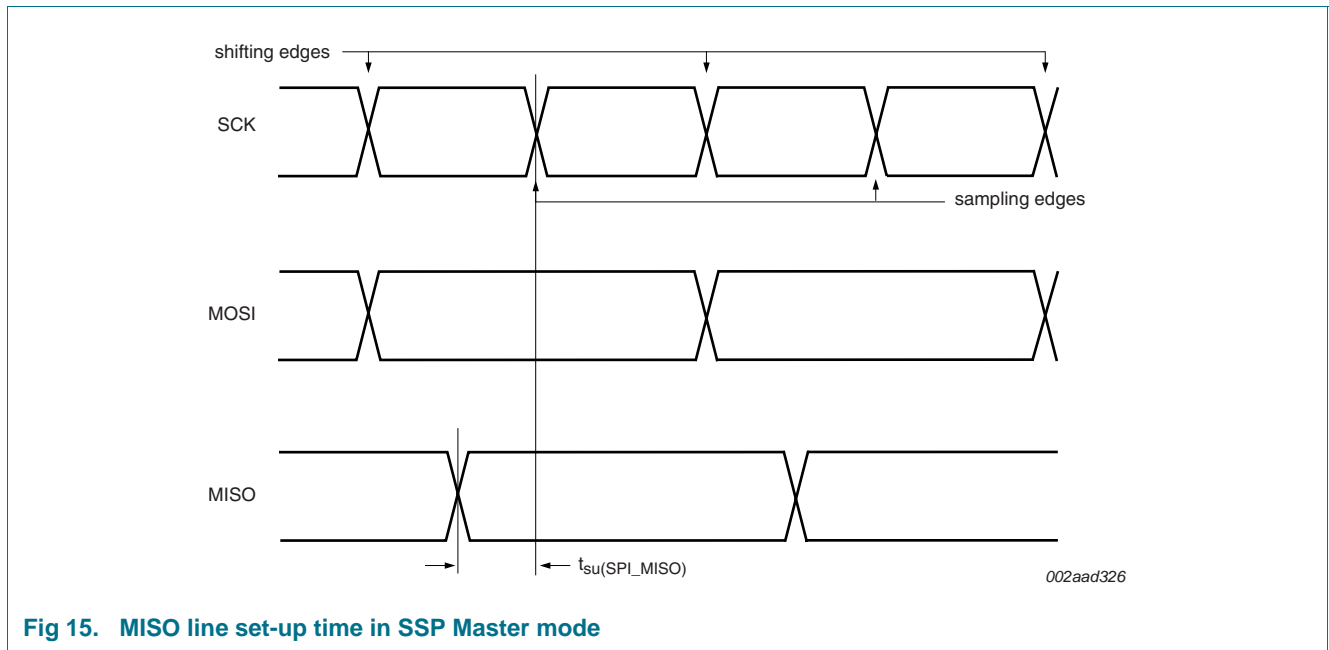 shifting edges
SCK
sampling edges
MOSI
MISO
tsu(SPI_MISO)
002aad326
Fig 15. MISO line set-up time in SSP Master mode